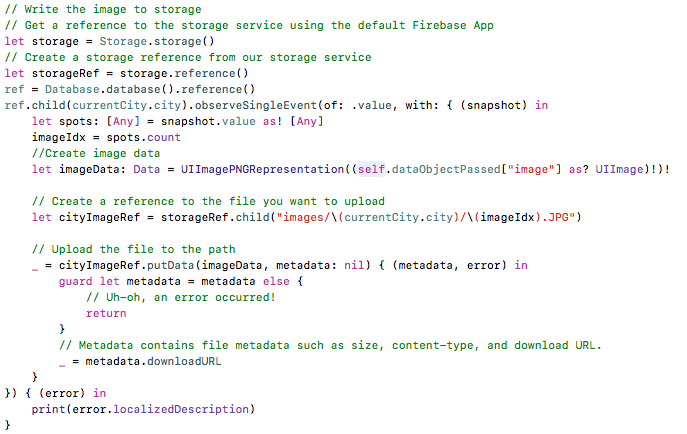 // Write the image to storage
// Get a reference to the storage service using the default Firebase App
let storage = Storage.storage()
// Create a storage reference from our storage service
let storageRef = storage.reference()
ref = Database.database().reference()
ref.child(currentCity.city).observeSingleEvent(of: .value, with: { (snapshot) in
    let spots: [Any] = snapshot.value as! [Any]
    imageIdx = spots.count
    //Create image data
    let imageData: Data = UIImagePNGRepresentation((self.dataObjectPassed["image"] as? UIImage)!)!

    // Create a reference to the file you want to upload
    let cityImageRef = storageRef.child("images/\(currentCity.city)/\(imageIdx).JPG")

    // Upload the file to the path
    _ = cityImageRef.putData(imageData, metadata: nil) { (metadata, error) in
        guard let metadata = metadata else {
            // Uh-oh, an error occurred!
            return
        }
        // Metadata contains file metadata such as size, content-type, and download URL.
        _ = metadata.downloadURL
    }
}) { (error) in
    print(error.localizedDescription)
}